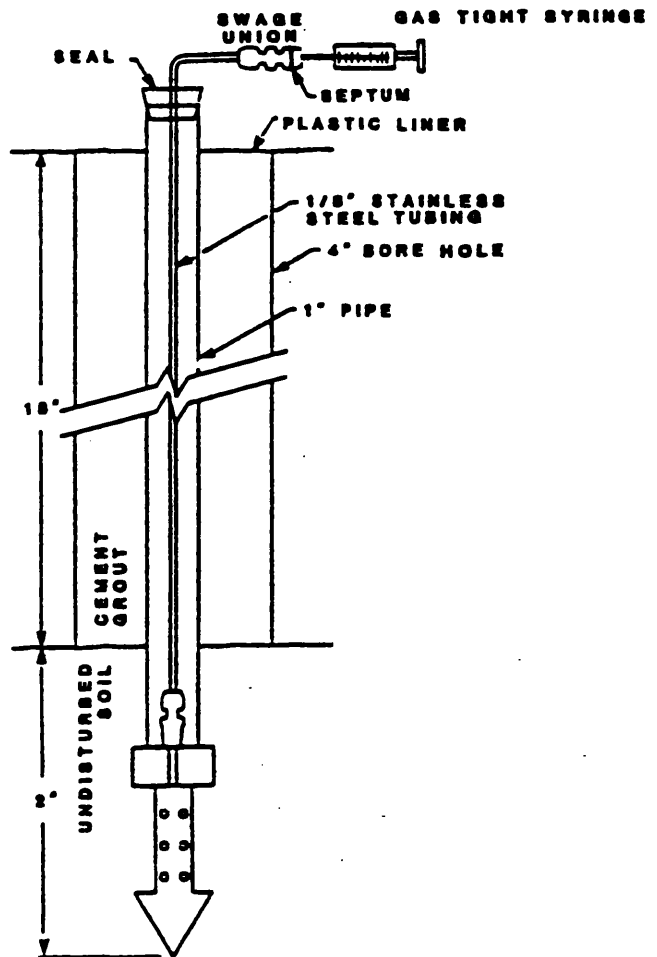 SWAGE
UNION
GAS TIGHT SYRINGE
SEAL
SEPTUM
PLASTIC LINER
1/8" STAINLESS
STEEL TUBING
4" BORE HOLE
1" PIPE
18"
CEMENT
GROUT
UNDISTURBED
SOIL
2"